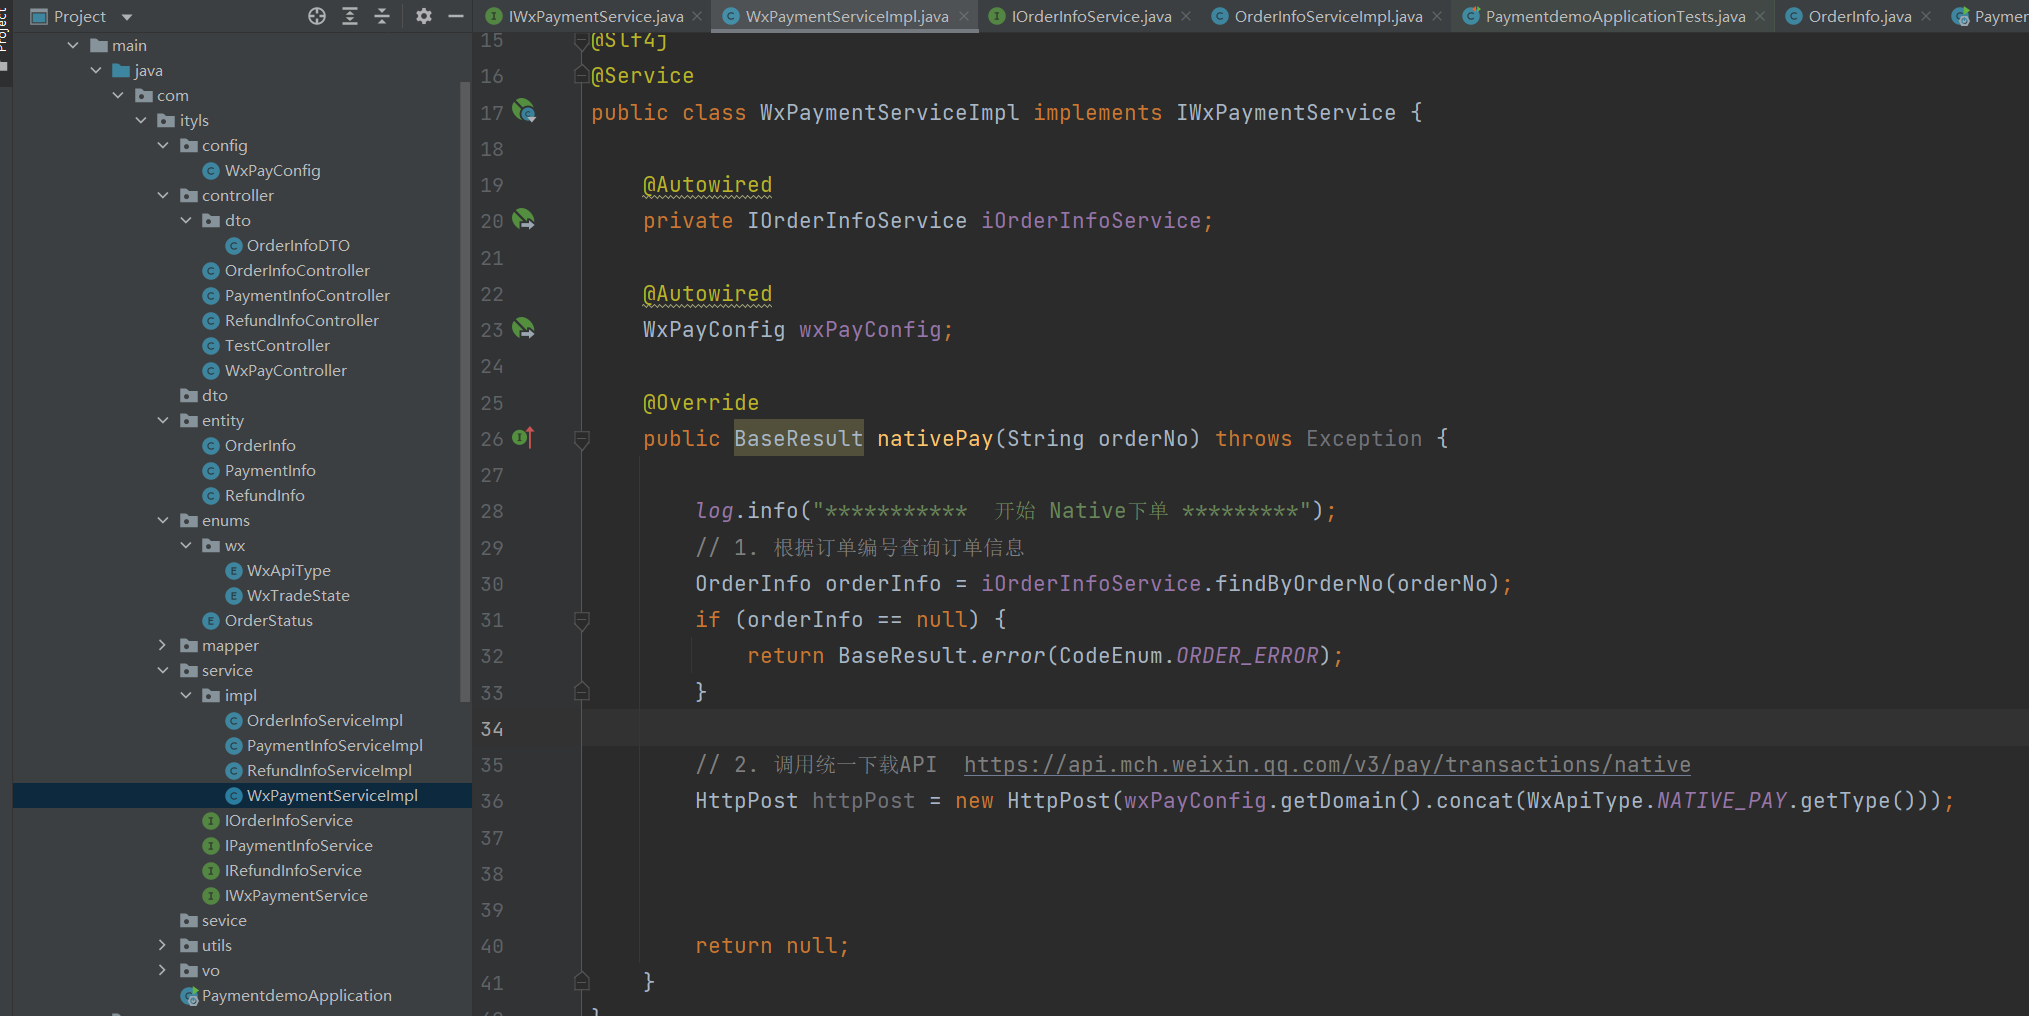 Project
IWxPaymentService.java
WxPaymentServiceImpl.java
IOrderInfoService.java
OrderInfoServiceImpl.java
PaymentdemoApplicationTests.java
OrderInfo.java
Paymen
Project
main
java
com
ityls
config
WxPayConfig
controller
dto
OrderInfoDTO
OrderInfoController
PaymentInfoController
RefundInfoController
TestController
WxPayController
dto
entity
OrderInfo
PaymentInfo
RefundInfo
enums
wx
WxApiType
WxTradeState
OrderStatus
mapper
service
impl
OrderInfoServiceImpl
PaymentInfoServiceImpl
RefundInfoServiceImpl
WxPaymentServiceImpl
IOrderInfoService
IPaymentInfoService
IRefundInfoService
IWxPaymentService
sevice
utils
vo
PaymentdemoApplication
15 @Slf4j
16 @Service
17 public class WxPaymentServiceImpl implements IWxPaymentService {
18
19 @Autowired
20 private IOrderInfoService iOrderInfoService;
21
22 @Autowired
23 WxPayConfig wxPayConfig;
24
25 @Override
26 public BaseResult nativePay(String orderNo) throws Exception {
27
28 log.info("*********** 开始 Native下单 *********");
29 // 1. 根据订单编号查询订单信息
30 OrderInfo orderInfo = iOrderInfoService.findByOrderNo(orderNo);
31 if (orderInfo == null) {
32 return BaseResult.error(CodeEnum.ORDER_ERROR);
33 }
34
35 // 2. 调用统一下载API https://api.mch.weixin.qq.com/v3/pay/transactions/native
36 HttpPost httpPost = new HttpPost(wxPayConfig.getDomain().concat(WxApiType.NATIVE_PAY.getType()));
37
38
39
40 return null;
41 }